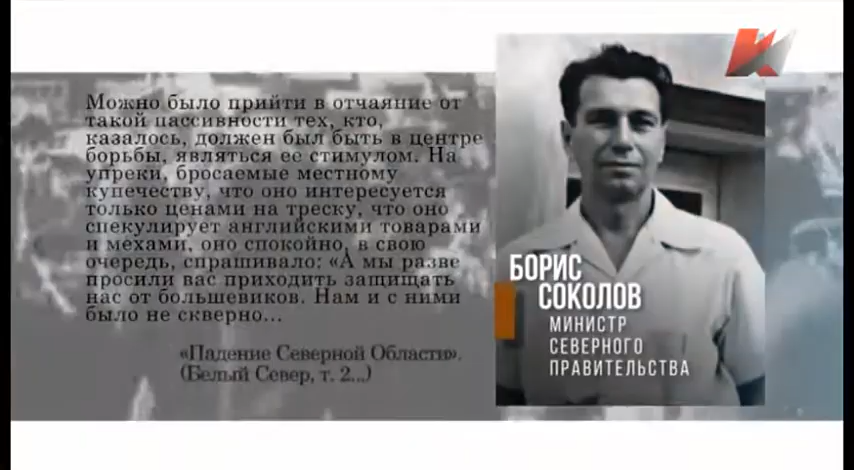 Можно было прийти в отчаяние от
такой пассивности тех, кто,
казалось, должен был быть в центре
борьбы, являться ее стимулом. На
упреки, бросаемые местному
купечеству, что оно интересуется
только ценами на треску, что оно
спекулирует английскими товарами
и мехами, оно спокойно, в свою
очередь, спрашивало: «А мы разве
просили вас приходить защищать
нас от большевиков. Нам и с ними
было не скверно...
«Падение Северной Области».
(Белый Север, т. 2...)
БОРИС
СОКОЛОВ
МИНИСТР
СЕВЕРНОГО
ПРАВИТЕЛЬСТВА